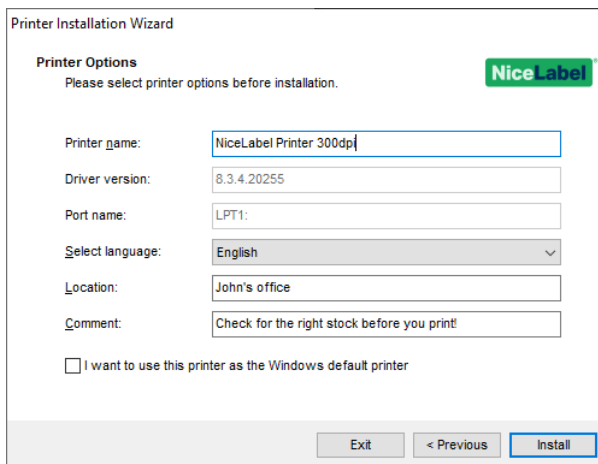 Printer Installation Wizard
Printer Options
Please select printer options before installation.
NiceLabel®
Printer name: NiceLabel Printer 300dpi
Driver version: 8.3.4.20255
Port name: LPT1:
Select language: English
Location: John's office
Comment: Check for the right stock before you print!
I want to use this printer as the Windows default printer
Exit < Previous Install